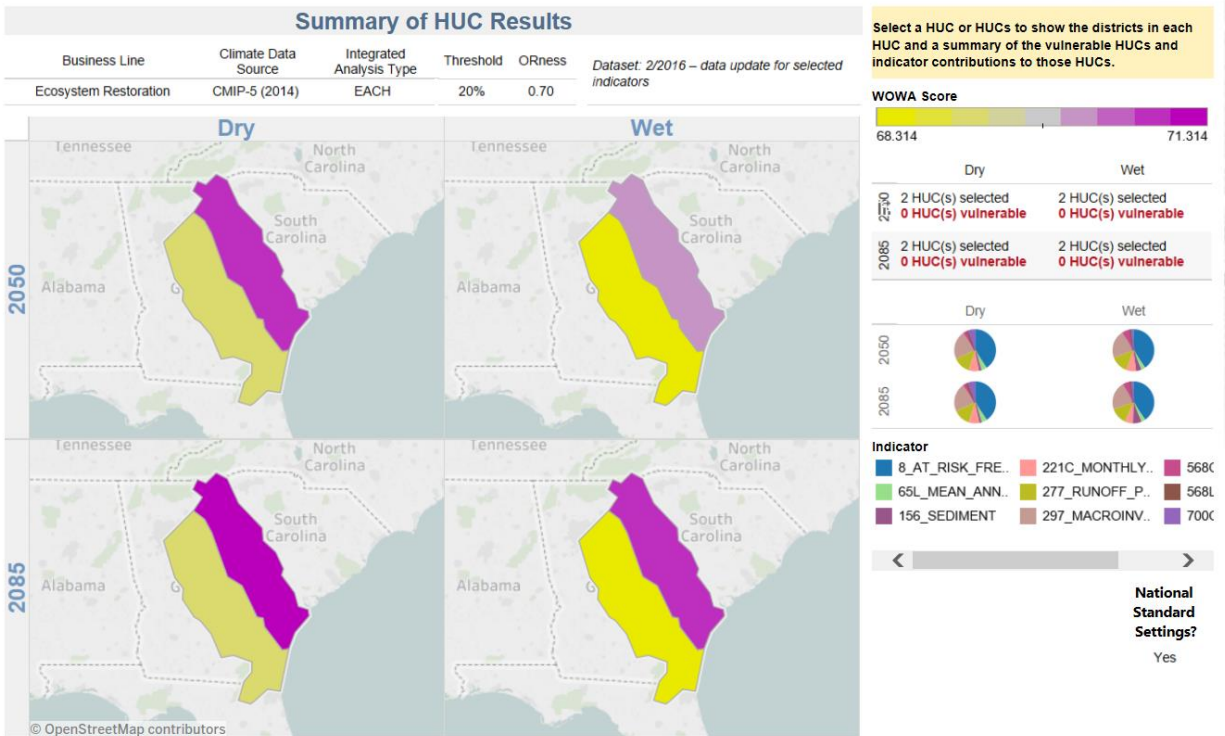 Summary of HUC Results
Business Line
Climate Data Source
Integrated Analysis Type
Threshold
ORness
Dataset: 2/2016 – data update for selected indicators
Ecosystem Restoration
CMIP-5 (2014)
EACH
20%
0.70
Dry
Wet
2050
Tennessee
North Carolina
South Carolina
Alabama
G
Tennessee
North Carolina
South Carolina
Alabama
2085
Tennessee
North Carolina
South Carolina
Alabama
G
Tennessee
North Carolina
South Carolina
Alabama
© OpenStreetMap contributors
Select a HUC or HUCs to show the districts in each
HUC and a summary of the vulnerable HUCs and
indicator contributions to those HUCs.
WOWA Score
68.314 71.314
Dry Wet
2 HUC(s) selected 2 HUC(s) selected
0 HUC(s) vulnerable 0 HUC(s) vulnerable
2085
2 HUC(s) selected 2 HUC(s) selected
0 HUC(s) vulnerable 0 HUC(s) vulnerable
Dry Wet
2050
2085
Indicator
8_AT_RISK_FRE.. 221C_MONTHLY.. 568C
65L_MEAN_ANN.. 277_RUNOFF_P.. 568L
156_SEDIMENT 297_MACROINV.. 700C
National
Standard
Settings?
Yes